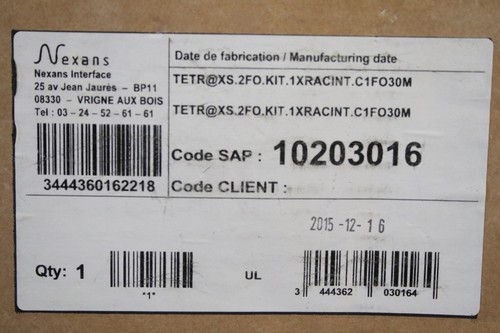 Nexans
Nexans Interface
25 av Jean Jaurès - BP11
08330 - VRIGNE AUX BOIS
Tel : 03 - 24 - 52 - 61 - 61
3444360162218
Date de fabrication / Manufacturing date
TETR@XS.2FO.KIT.1XRACINT.C1FO30M
TETR@XS.2FO.KIT.1XRACINT.C1FO30M
Code SAP : 10203016
Code CLIENT :
2015-12-16
Qty: 1
"1"
UL
3 444362 030164